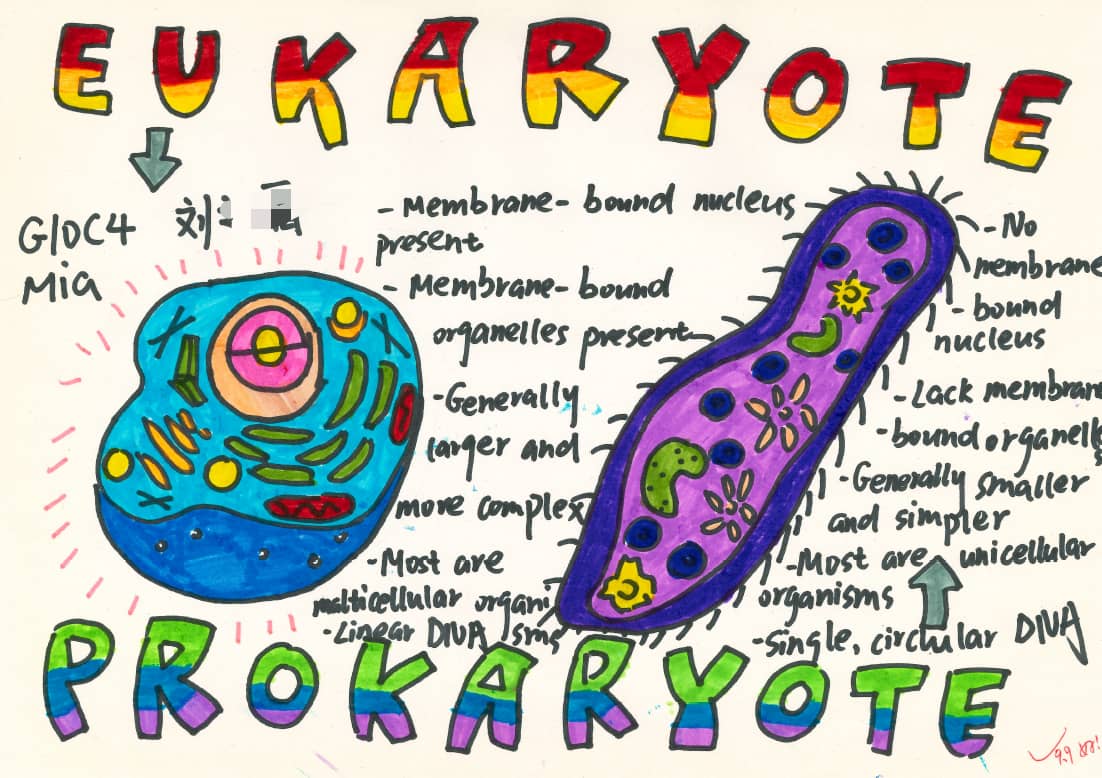 EUKARYOTE
G10C4 刘
Mia
- Membrane- bound nucleus
present
- Membrane- bound
organelles present
-Generally
larger and
more complex
-Most are
multicellular organi
sms
-Linear DNA
- No
membrane
- bound
nucleus
-Lack membran
-bound organell
s
-Generally smaller
and simpler
-Most are unicellular
organisms
-single, circular DNA
PROKARYOTE